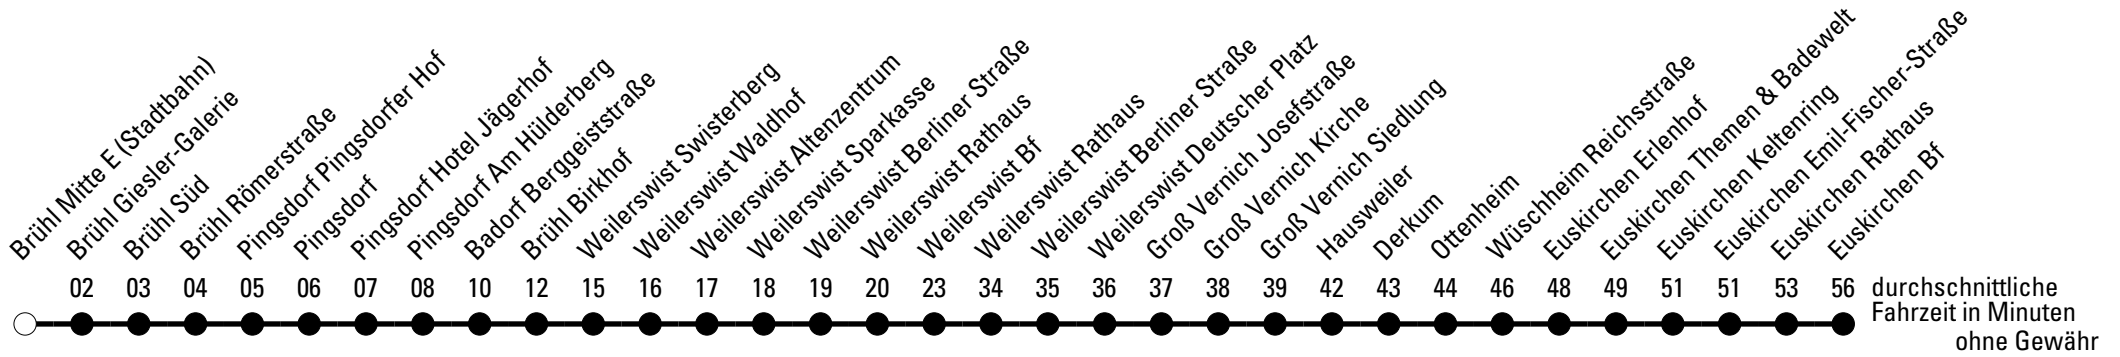 Brühl Mitte E (Stadtbahn)
Brühl Giesler-Galerie
Brühl Süd
Brühl Römerstraße
Pingsdorf Pingsdorfer Hof
Pingsdorf
Pingsdorf Hotel Jägerhof
Pingsdorf Am Hülderberg
Badorf Berggeiststraße
Brühl Birkhof
Weilerswist Swisterberg
Weilerswist Waldhof
Weilerswist Altenzentrum
Weilerswist Sparkasse
Weilerswist Berliner Straße
Weilerswist Rathaus
Weilerswist Bf
Weilerswist Rathaus
Weilerswist Berliner Straße
Weilerswist Deutscher Platz
Groß Vernich Josefstraße
Groß Vernich Kirche
Groß Vernich Siedlung
Hausweiler
Derkum
Ottenheim
Wüschheim Reichsstraße
Euskirchen Erlenhof
Euskirchen Themen & Badewelt
Euskirchen Keltenring
Euskirchen Emil-Fischer-Straße
Euskirchen Rathaus
Euskirchen Bf
02 03 04 05 06 07 08 10 12 15 16 17 18 19 20 23 34 35 36 37 38 39 42 43 44 46 48 49 51 51 53 56 durchschnittliche
Fahrzeit in Minuten
ohne Gewähr